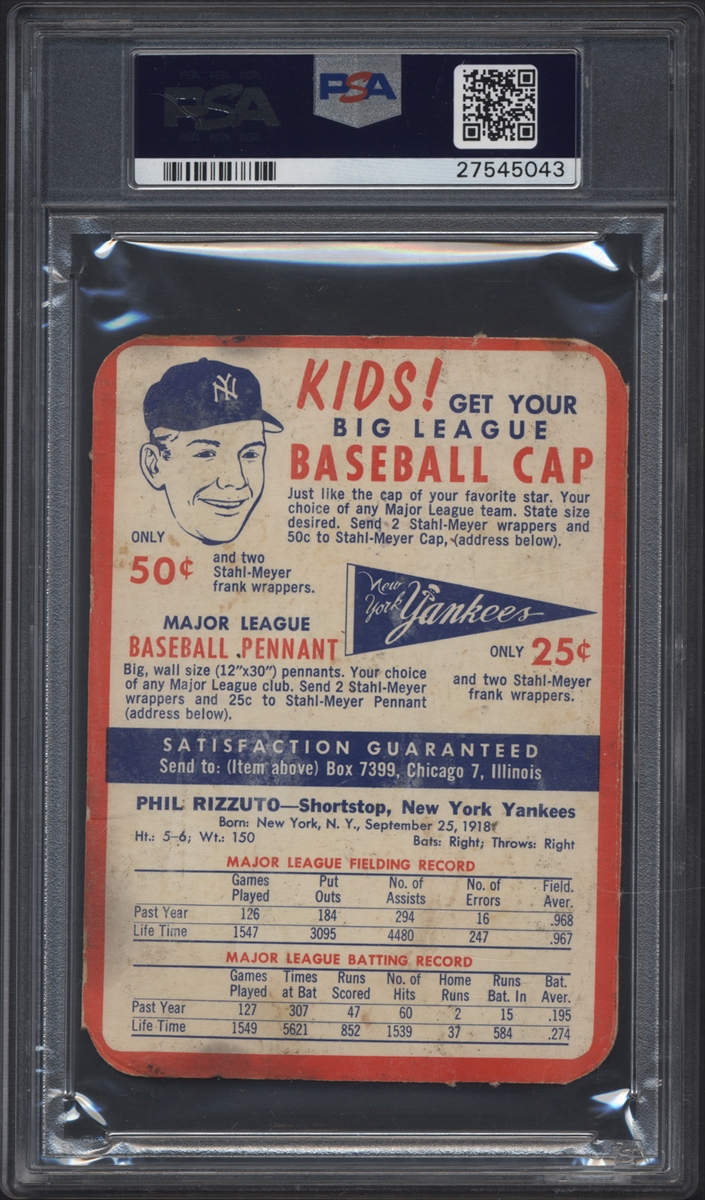 PSA PSA PSA
PSA
PSA PSA PSA
PSA
27545043
NY
KIDS! GET YOUR
BIG LEAGUE
BASEBALL CAP
Just like the cap of your favorite star. Your
choice of any Major League team. State size
desired. Send 2 Stahl-Meyer wrappers and
50c to Stahl-Meyer Cap, (address below).
ONLY
50¢
and two
Stahl-Meyer
frank wrappers.
New York Yankees
MAJOR LEAGUE
BASEBALL PENNANT
Big, wall size (12"x30") pennants. Your choice
of any Major League club. Send 2 Stahl-Meyer
wrappers and 25c to Stahl-Meyer Pennant
(address below).
ONLY 25¢
and two Stahl-Meyer
frank wrappers.
SATISFACTION GUARANTEED
Send to: (Item above) Box 7399, Chicago 7, Illinois
PHIL RIZZUTO—Shortstop, New York Yankees
Born: New York, N. Y., September 25, 1918
Ht.: 5-6; Wt.: 150 Bats: Right; Throws: Right
MAJOR LEAGUE FIELDING RECORD
Games Put No. of No. of Field.
Played Outs Assists Errors Aver.
Past Year 126 184 294 16 .968
Life Time 1547 3095 4480 247 .967
MAJOR LEAGUE BATTING RECORD
Games Times Runs No. of Home Runs Bat.
Played at Bat Scored Hits Runs Bat. In Aver.
Past Year 127 307 47 60 2 15 .195
Life Time 1549 5621 852 1539 37 584 .274
PSA